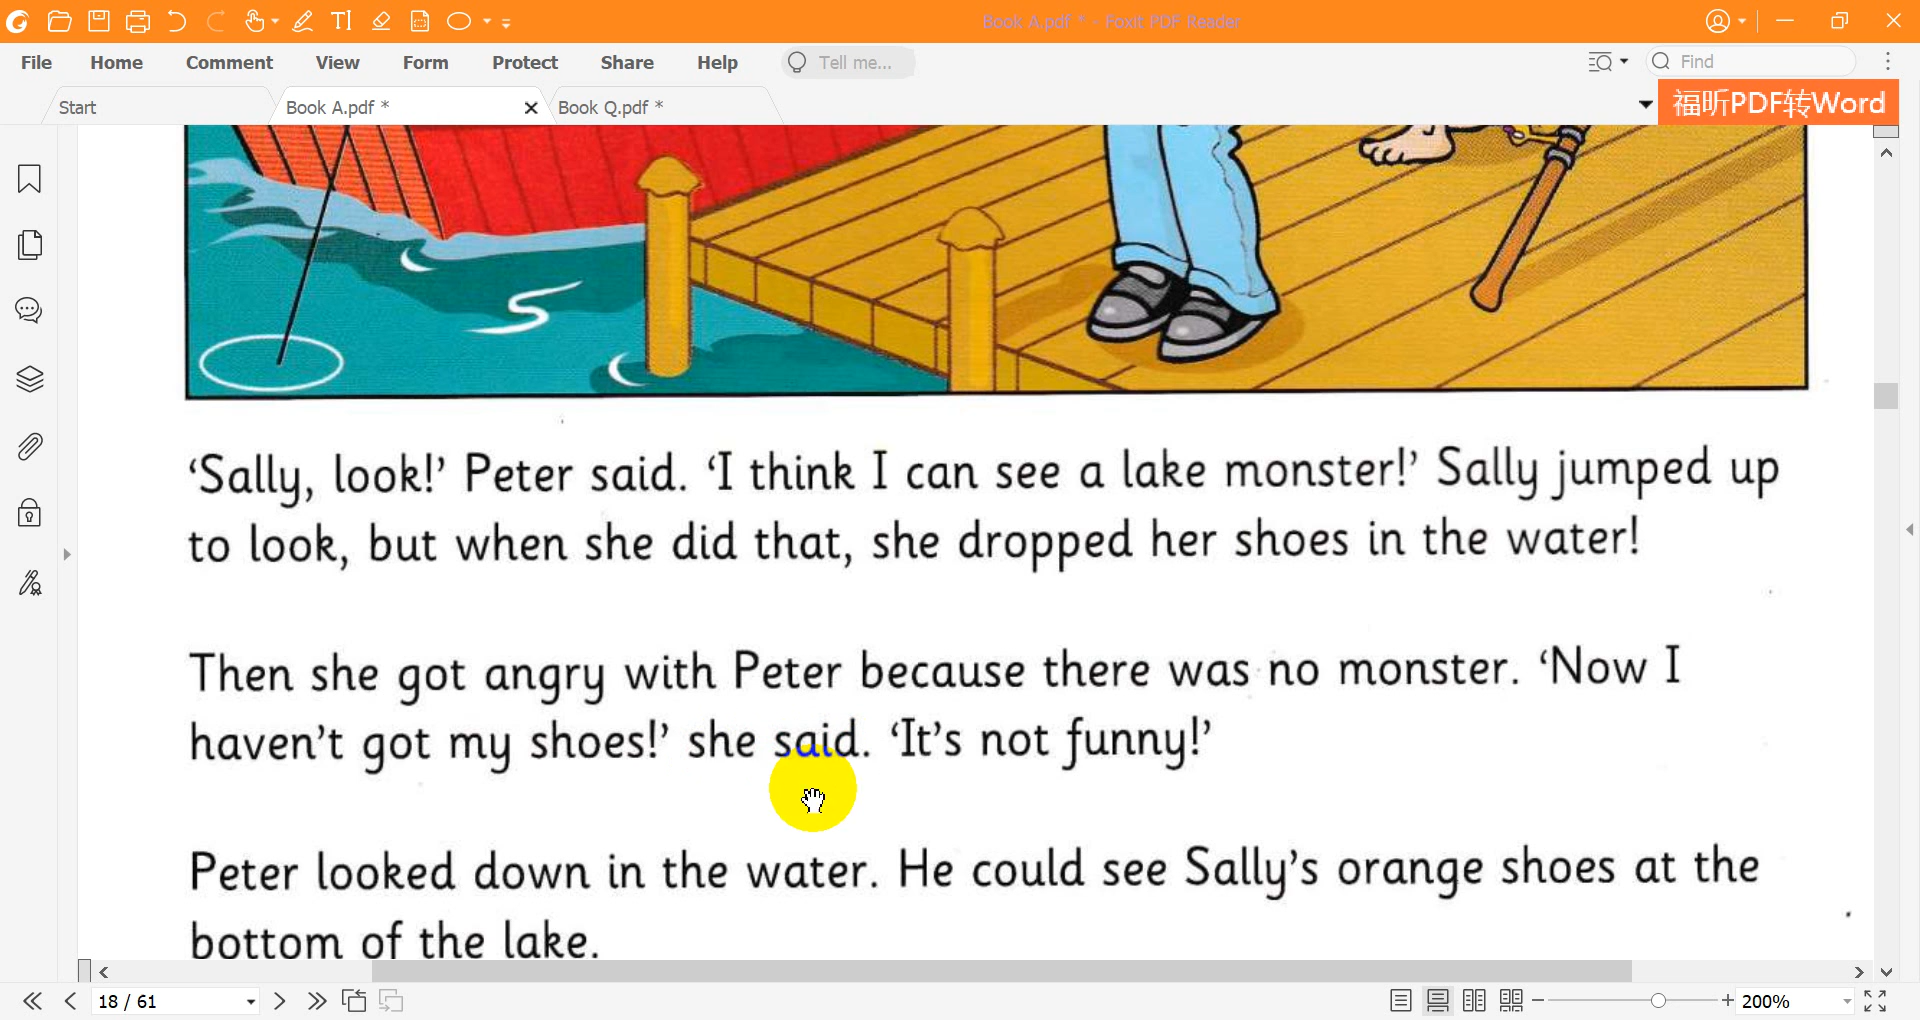 Book A.pdf * - Foxit PDF Reader
File Home Comment View Form Protect Share Help Tell me... Find
Start Book A.pdf * Book Q.pdf * 福昕PDF转Word
‘Sally, look!’ Peter said. ‘I think I can see a lake monster!’ Sally jumped up
to look, but when she did that, she dropped her shoes in the water!
Then she got angry with Peter because there was no monster. ‘Now I
haven’t got my shoes!’ she said. ‘It’s not funny!’
Peter looked down in the water. He could see Sally’s orange shoes at the
bottom of the lake.
18 / 61 200%